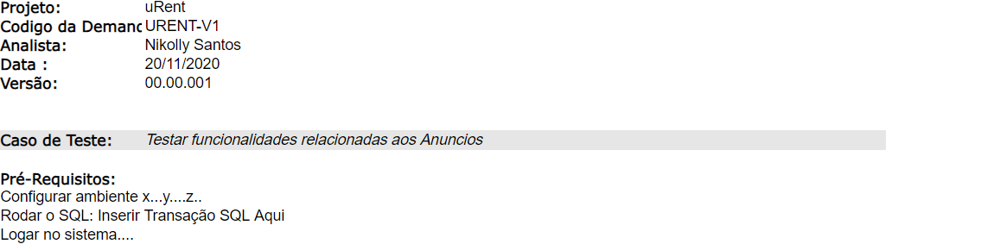 Projeto: uRent
Codigo da Demanc URENT-V1
Analista: Nikolly Santos
Data : 20/11/2020
Versão: 00.00.001
Caso de Teste: Testar funcionalidades relacionadas aos Anuncios
Pré-Requisitos:
Configurar ambiente x...y....z..
Rodar o SQL: Inserir Transação SQL Aqui
Logar no sistema....